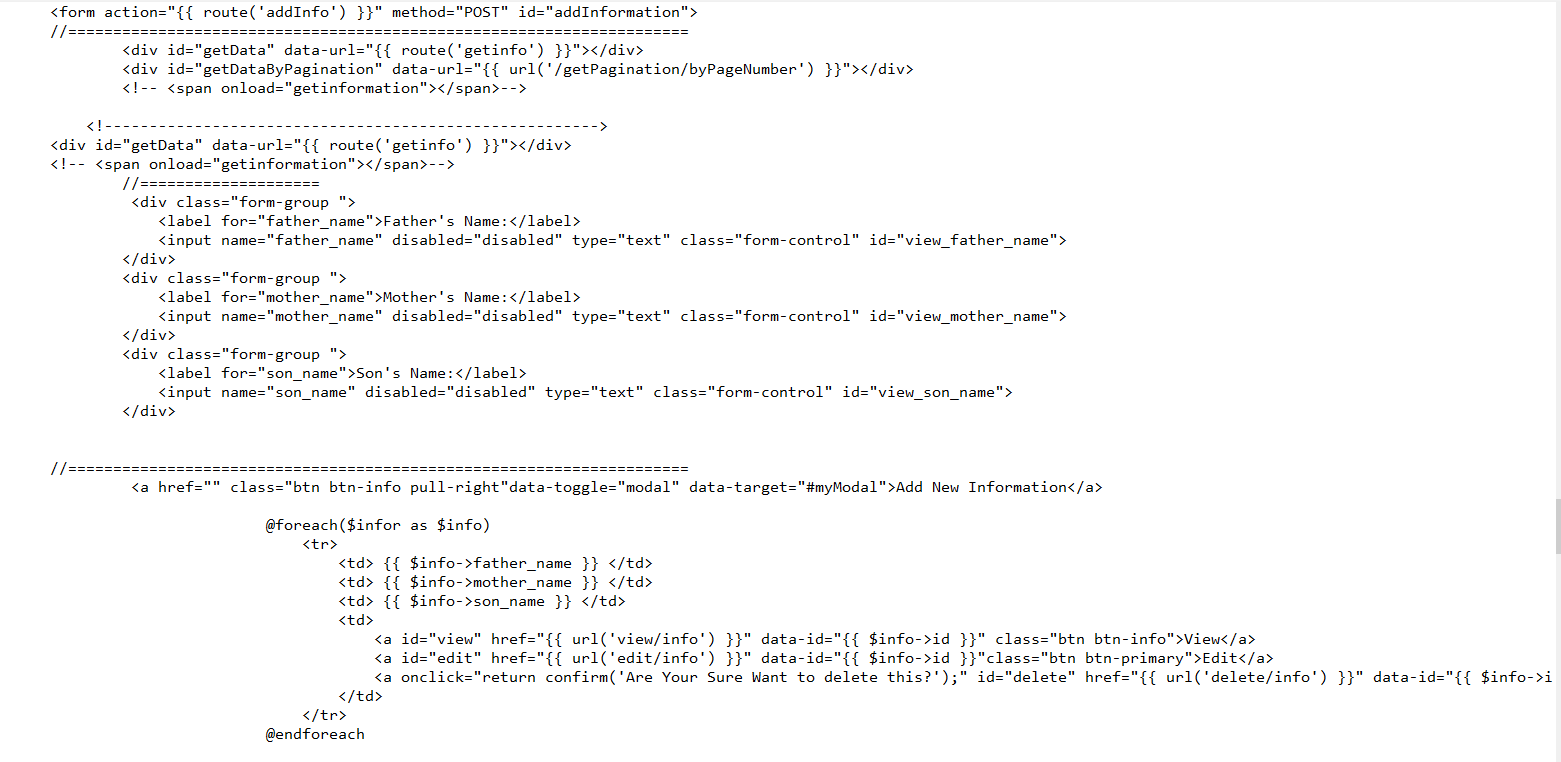 <form action="{{ route('addInfo') }}" method="POST" id="addInformation">
//=====================================================================
<div id="getData" data-url="{{ route('getinfo') }}"></div>
<div id="getDataByPagination" data-url="{{ url('/getPagination/byPageNumber') }}"></div>
<!-- <span onload="getinformation"></span>-->
<!------------------------------------------------------->
<div id="getData" data-url="{{ route('getinfo') }}"></div>
<!-- <span onload="getinformation"></span>-->
//====================
<div class="form-group ">
<label for="father_name">Father's Name:</label>
<input name="father_name" disabled="disabled" type="text" class="form-control" id="view_father_name">
</div>
<div class="form-group ">
<label for="mother_name">Mother's Name:</label>
<input name="mother_name" disabled="disabled" type="text" class="form-control" id="view_mother_name">
</div>
<div class="form-group ">
<label for="son_name">Son's Name:</label>
<input name="son_name" disabled="disabled" type="text" class="form-control" id="view_son_name">
</div>
//=====================================================================
<a href="" class="btn btn-info pull-right"data-toggle="modal" data-target="#myModal">Add New Information</a>
@foreach($infor as $info)
<tr>
<td> {{ $info->father_name }} </td>
<td> {{ $info->mother_name }} </td>
<td> {{ $info->son_name }} </td>
<td>
<a id="view" href="{{ url('view/info') }}" data-id="{{ $info->id }}" class="btn btn-info">View</a>
<a id="edit" href="{{ url('edit/info') }}" data-id="{{ $info->id }}"class="btn btn-primary">Edit</a>
<a onclick="return confirm('Are Your Sure Want to delete this?');" id="delete" href="{{ url('delete/info') }}" data-id="{{ $info->i
</td>
</tr>
@endforeach